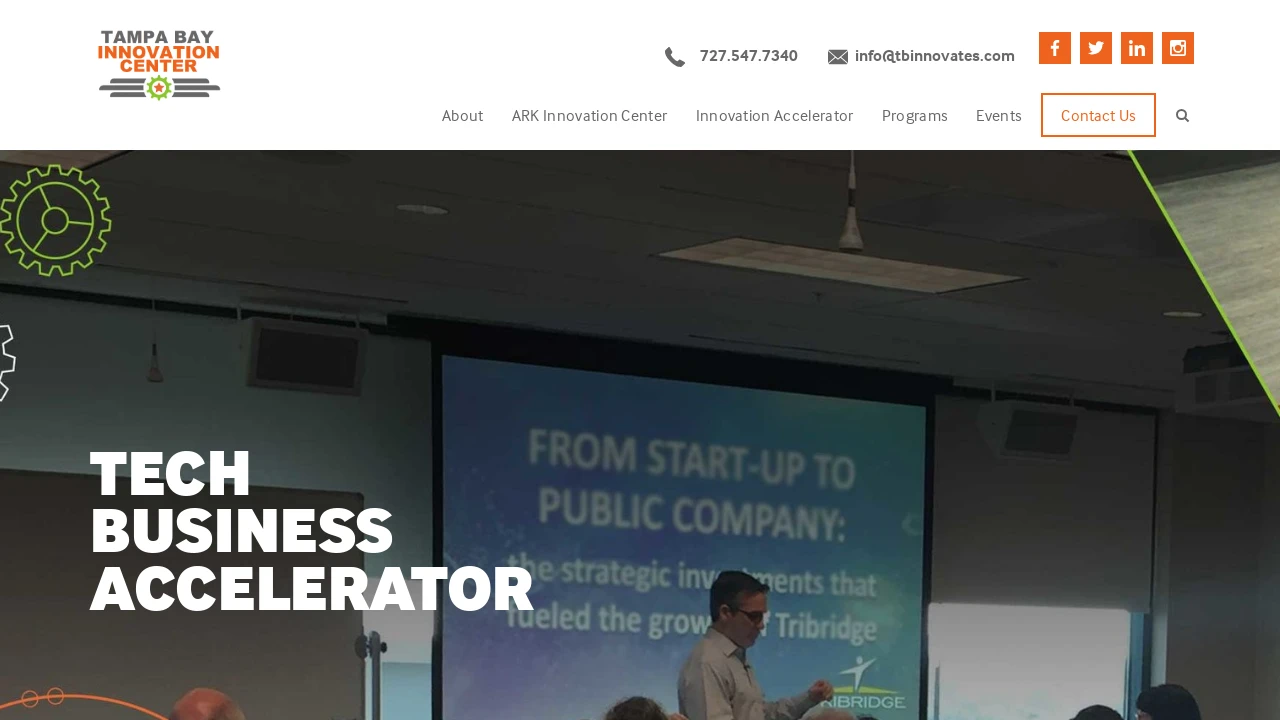 TAMPA BAY
INNOVATION
CENTER
727.547.7340
info@tbinnovates.com
About
ARK Innovation Center
Innovation Accelerator
Programs
Events
Contact Us
FROM START-UP TO
PUBLIC COMPANY:
the strategic investments that
fueled the growth of Tribridge
TRIBRIDGE
TECH
BUSINESS
ACCELERATOR